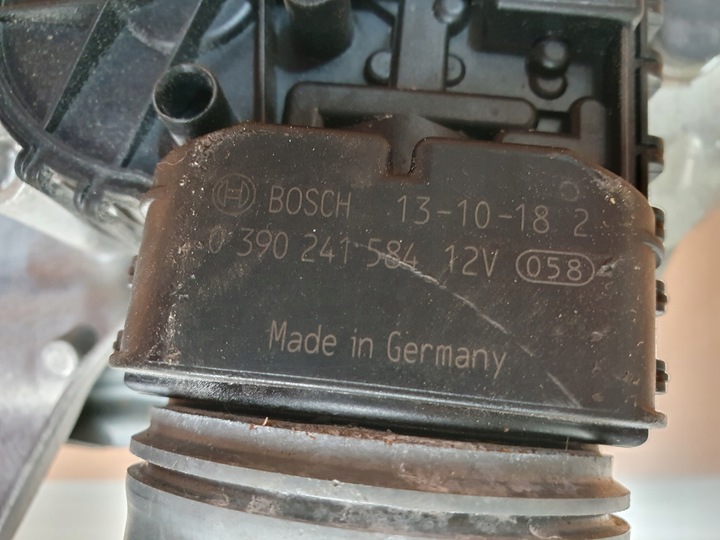 BOSCH 13-10-18 2
0 390 241 584 12V 058
Made in Germany